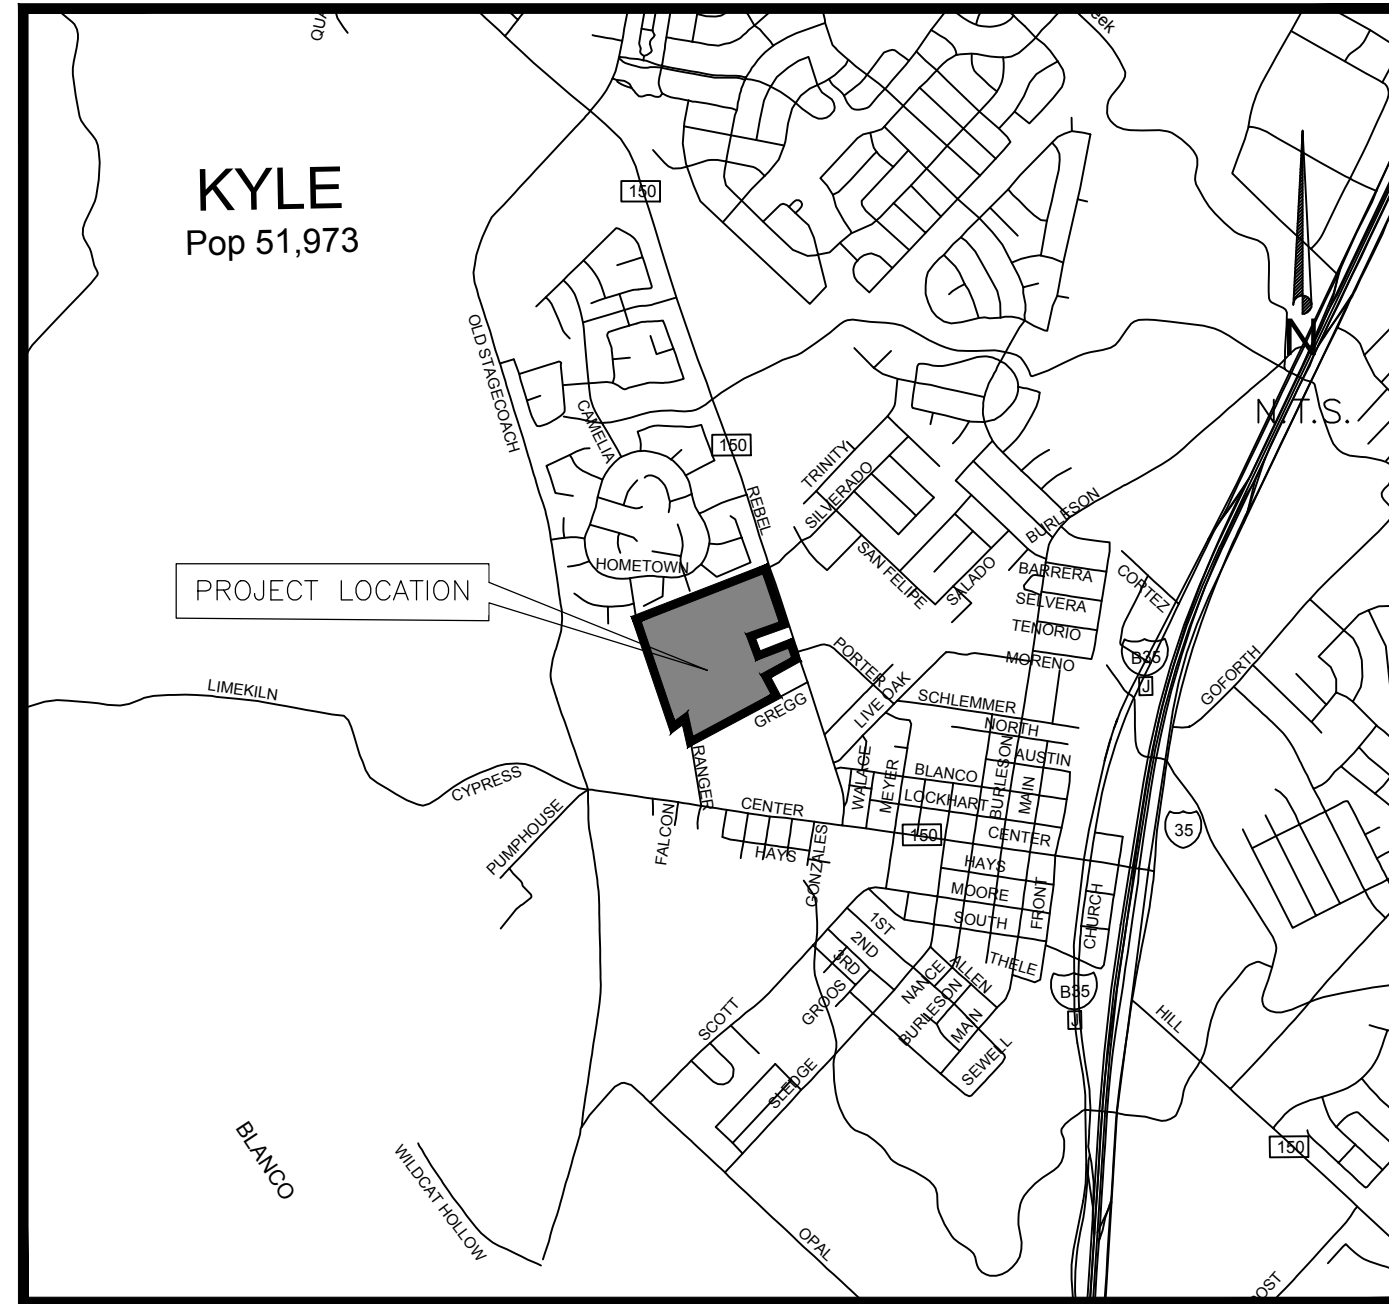 QUA
eek
KYLE
Pop 51,973
150
N
N.T.S.
OLD STAGECOACH
CAMELIA
150
REBEL
TRINITY
SILVERADO
BURLESON
SAN FELIPE
SALADO
BARRERA
CORTEZ
SELVERA
TENORIO
MORENO
HOMETOWN
PROJECT LOCATION
B35
J
GOFORTH
PORTER
LIVE OAK
SCHLEMMER
NORTH
GREGG
LIMEKILN
RANGER
WALACE
MEYER
BLANCO
BURLESON
AUSTIN
MAIN
LOCKHART
CYPRESS
CENTER
150
CENTER
35
PUMPHOUSE
FALCON
HAYS
GONZALES
HAYS
MOORE
FRONT
CHURCH
SOUTH
1ST
2ND
3RD
THELE
ALLEN
NANCE
BURLESON
MAIN
SEWELL
GROOS
SCOTT
SLEDGE
B35
J
HILL
150
BLANCO
WILDCAT HOLLOW
OPAL
OST